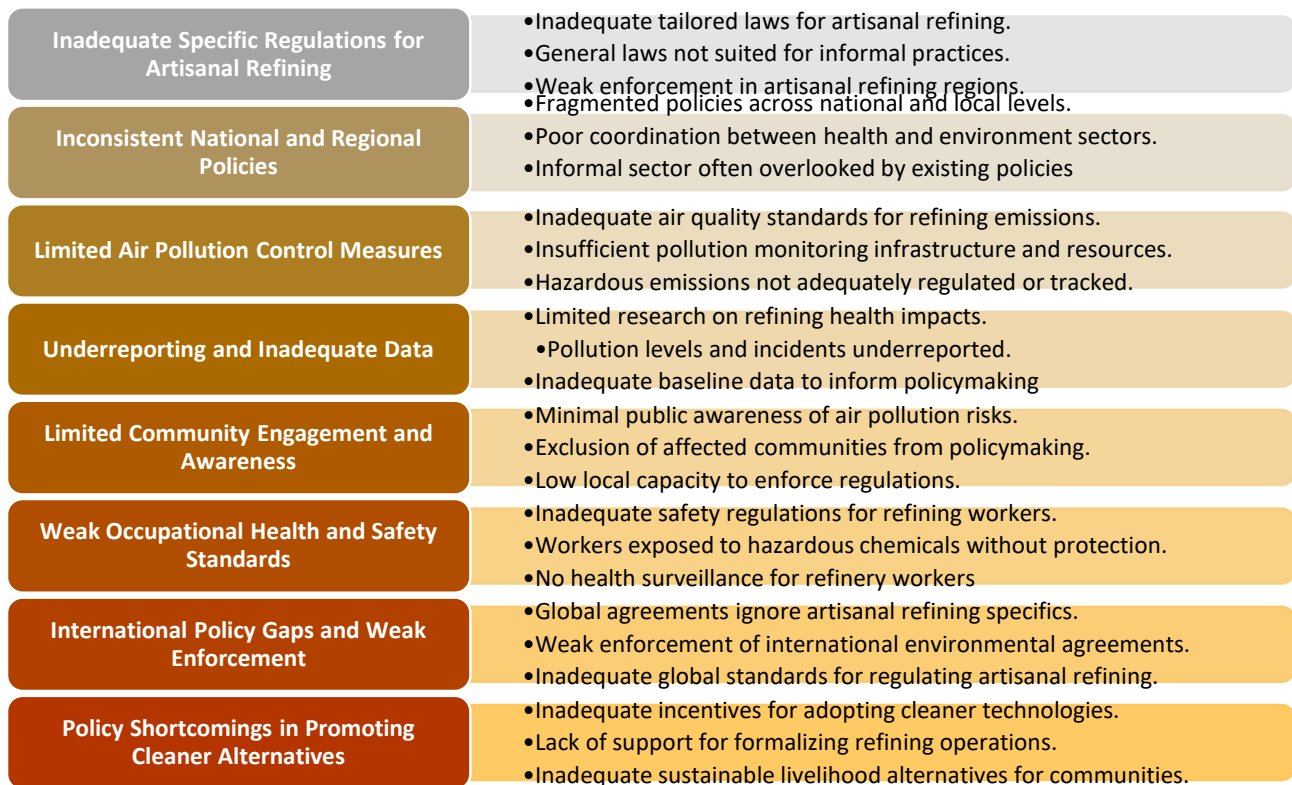 Inadequate Specific Regulations for
Artisanal Refining
•Inadequate tailored laws for artisanal refining.
•General laws not suited for informal practices.
•Weak enforcement in artisanal refining regions.
Inconsistent National and Regional
Policies
•Fragmented policies across national and local levels.
•Poor coordination between health and environment sectors.
•Informal sector often overlooked by existing policies
Limited Air Pollution Control Measures
•Inadequate air quality standards for refining emissions.
•Insufficient pollution monitoring infrastructure and resources.
•Hazardous emissions not adequately regulated or tracked.
Underreporting and Inadequate Data
•Limited research on refining health impacts.
•Pollution levels and incidents underreported.
•Inadequate baseline data to inform policymaking
Limited Community Engagement and
Awareness
•Minimal public awareness of air pollution risks.
•Exclusion of affected communities from policymaking.
•Low local capacity to enforce regulations.
Weak Occupational Health and Safety
Standards
•Inadequate safety regulations for refining workers.
•Workers exposed to hazardous chemicals without protection.
•No health surveillance for refinery workers
International Policy Gaps and Weak
Enforcement
•Global agreements ignore artisanal refining specifics.
•Weak enforcement of international environmental agreements.
•Inadequate global standards for regulating artisanal refining.
Policy Shortcomings in Promoting
Cleaner Alternatives
•Inadequate incentives for adopting cleaner technologies.
•Lack of support for formalizing refining operations.
•Inadequate sustainable livelihood alternatives for communities.